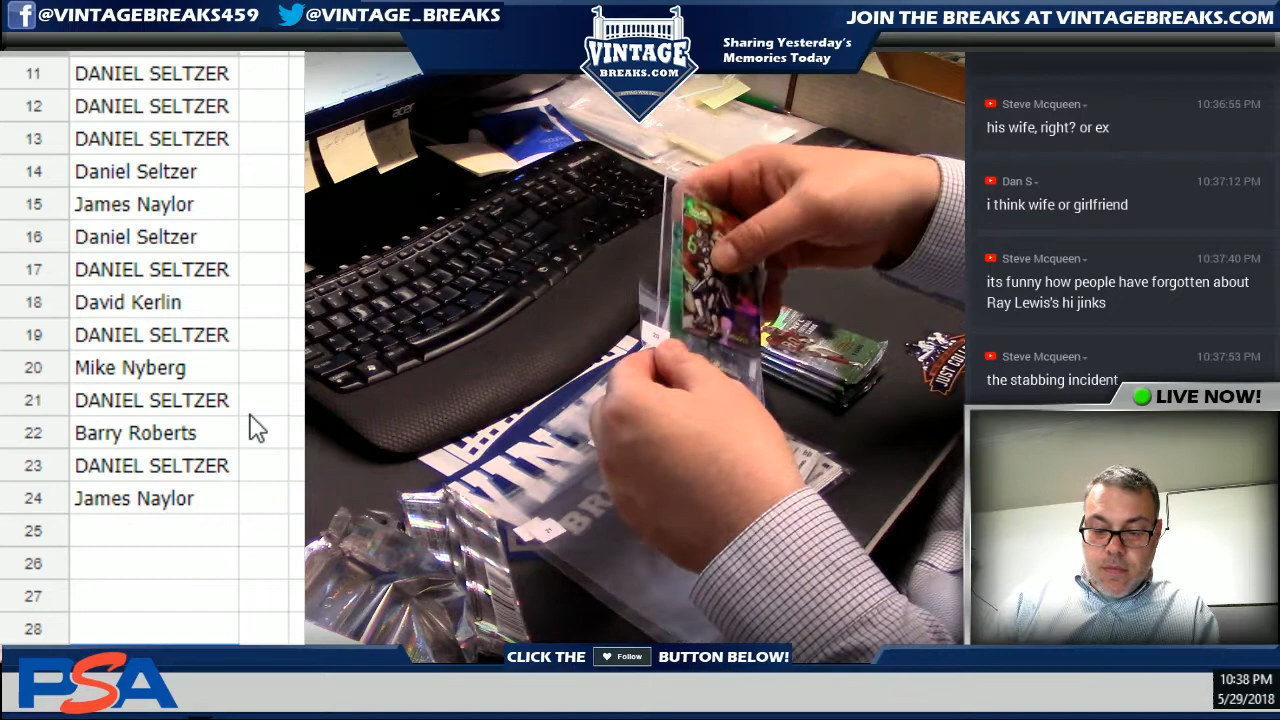 @VINTAGEBREAKS459
@VINTAGE_BREAKS
VINTAGE
BREAKS.COM
Sharing Yesterday's
Memories Today
JOIN THE BREAKS AT VINTAGEBREAKS.COM
11 DANIEL SELTZER
12 DANIEL SELTZER
13 DANIEL SELTZER
14 Daniel Seltzer
15 James Naylor
16 Daniel Seltzer
17 DANIEL SELTZER
18 David Kerlin
19 DANIEL SELTZER
20 Mike Nyberg
21 DANIEL SELTZER
22 Barry Roberts
23 DANIEL SELTZER
24 James Naylor
25
26
27
28
acer
JUST COLL
21
Steve Mcqueen 10:36:55 PM
his wife, right? or ex
Dan S 10:37:12 PM
i think wife or girlfriend
Steve Mcqueen 10:37:40 PM
its funny how people have forgotten about
Ray Lewis's hi jinks
Steve Mcqueen 10:37:53 PM
the stabbing incident
LIVE NOW!
CLICK THE Follow BUTTON BELOW!
PSA
10:38 PM
5/29/2018